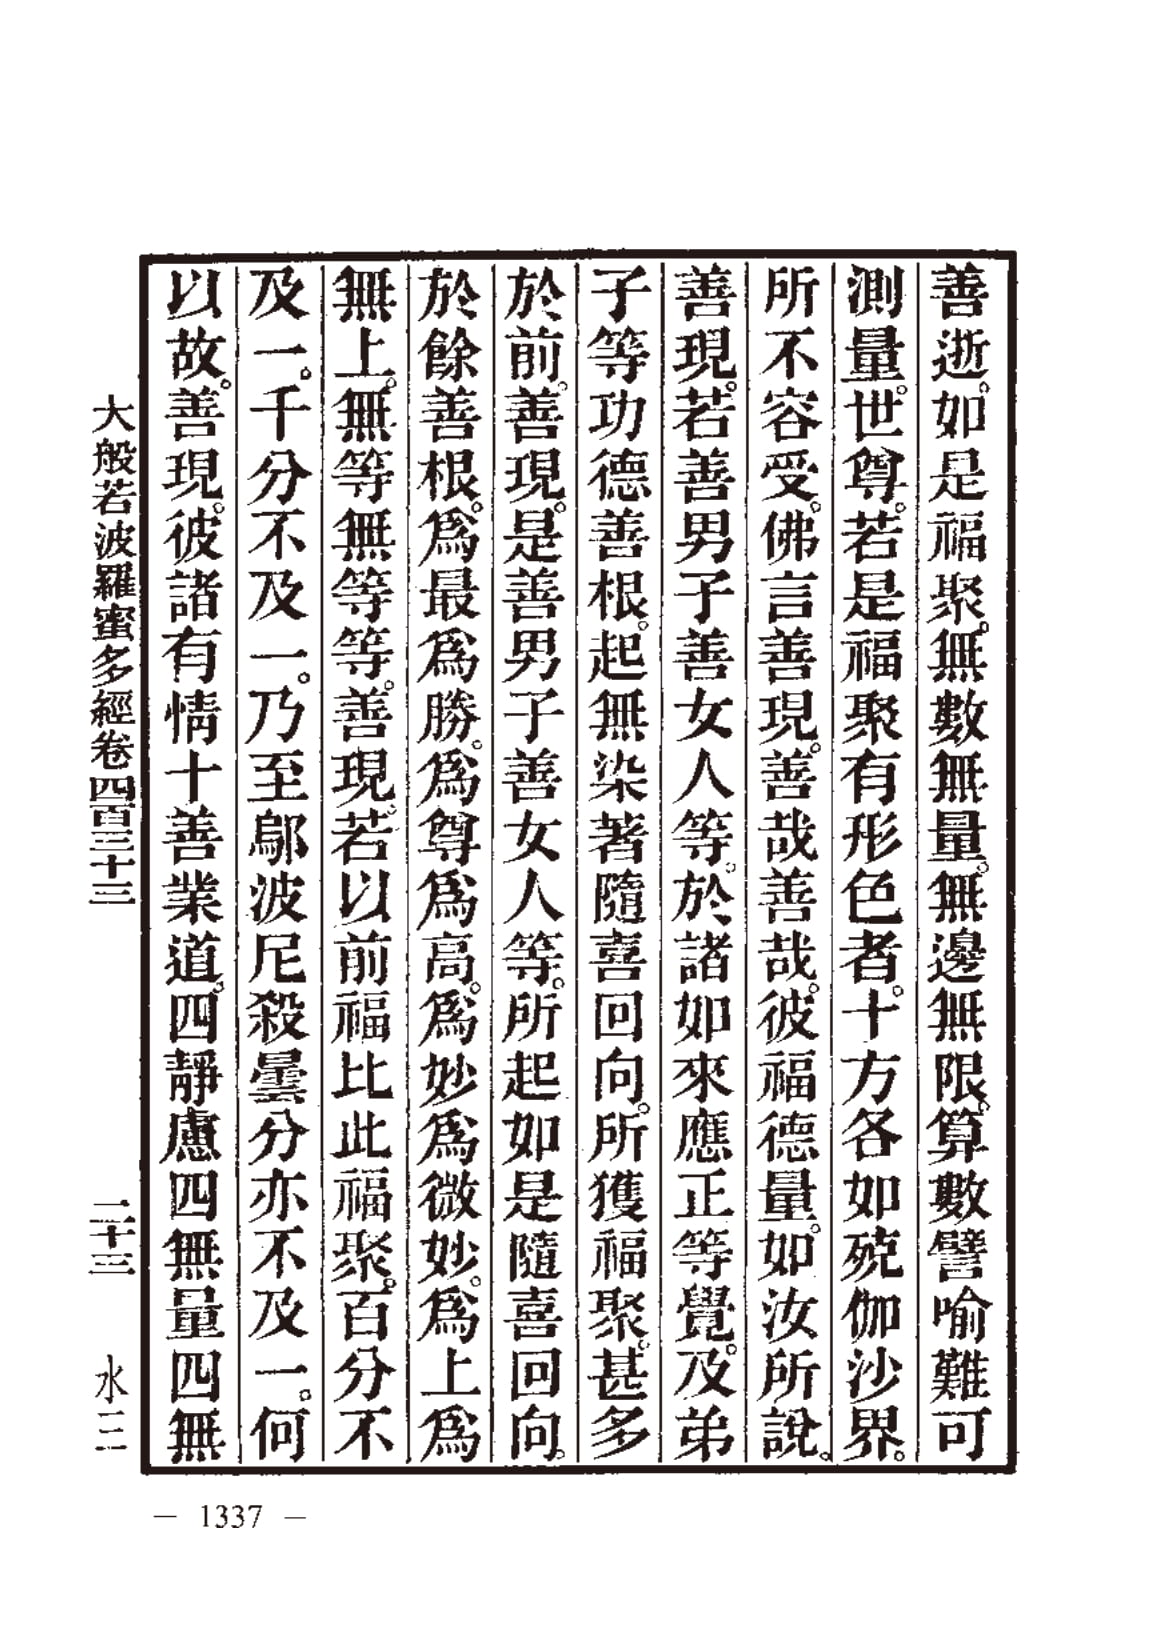 善逝。如是福聚。無數無量。無邊無限。算數譬喻難可
測量。世尊。若是福聚有形色者。十方各如殑伽沙界。
所不容受。佛言善現。善哉善哉。彼福德量。如汝所說。
善現。若善男子善女人等。於諸如來應正等覺。及弟
子等功德善根。起無染著隨喜回向。所獲福聚。甚多
於前。善現。是善男子善女人等。所起如是隨喜回向。
於餘善根。爲最爲勝。爲尊爲高。爲妙爲微妙。爲上爲
無上。無等無等等。善現。若以前福比此福聚。百分不
及一。千分不及一。乃至鄔波尼殺曇分亦不及一。何
以故。善現。彼諸有情十善業道。四靜慮四無量四無
大般若波羅蜜多經卷四百三十三 二十三 水三
— 1337 —